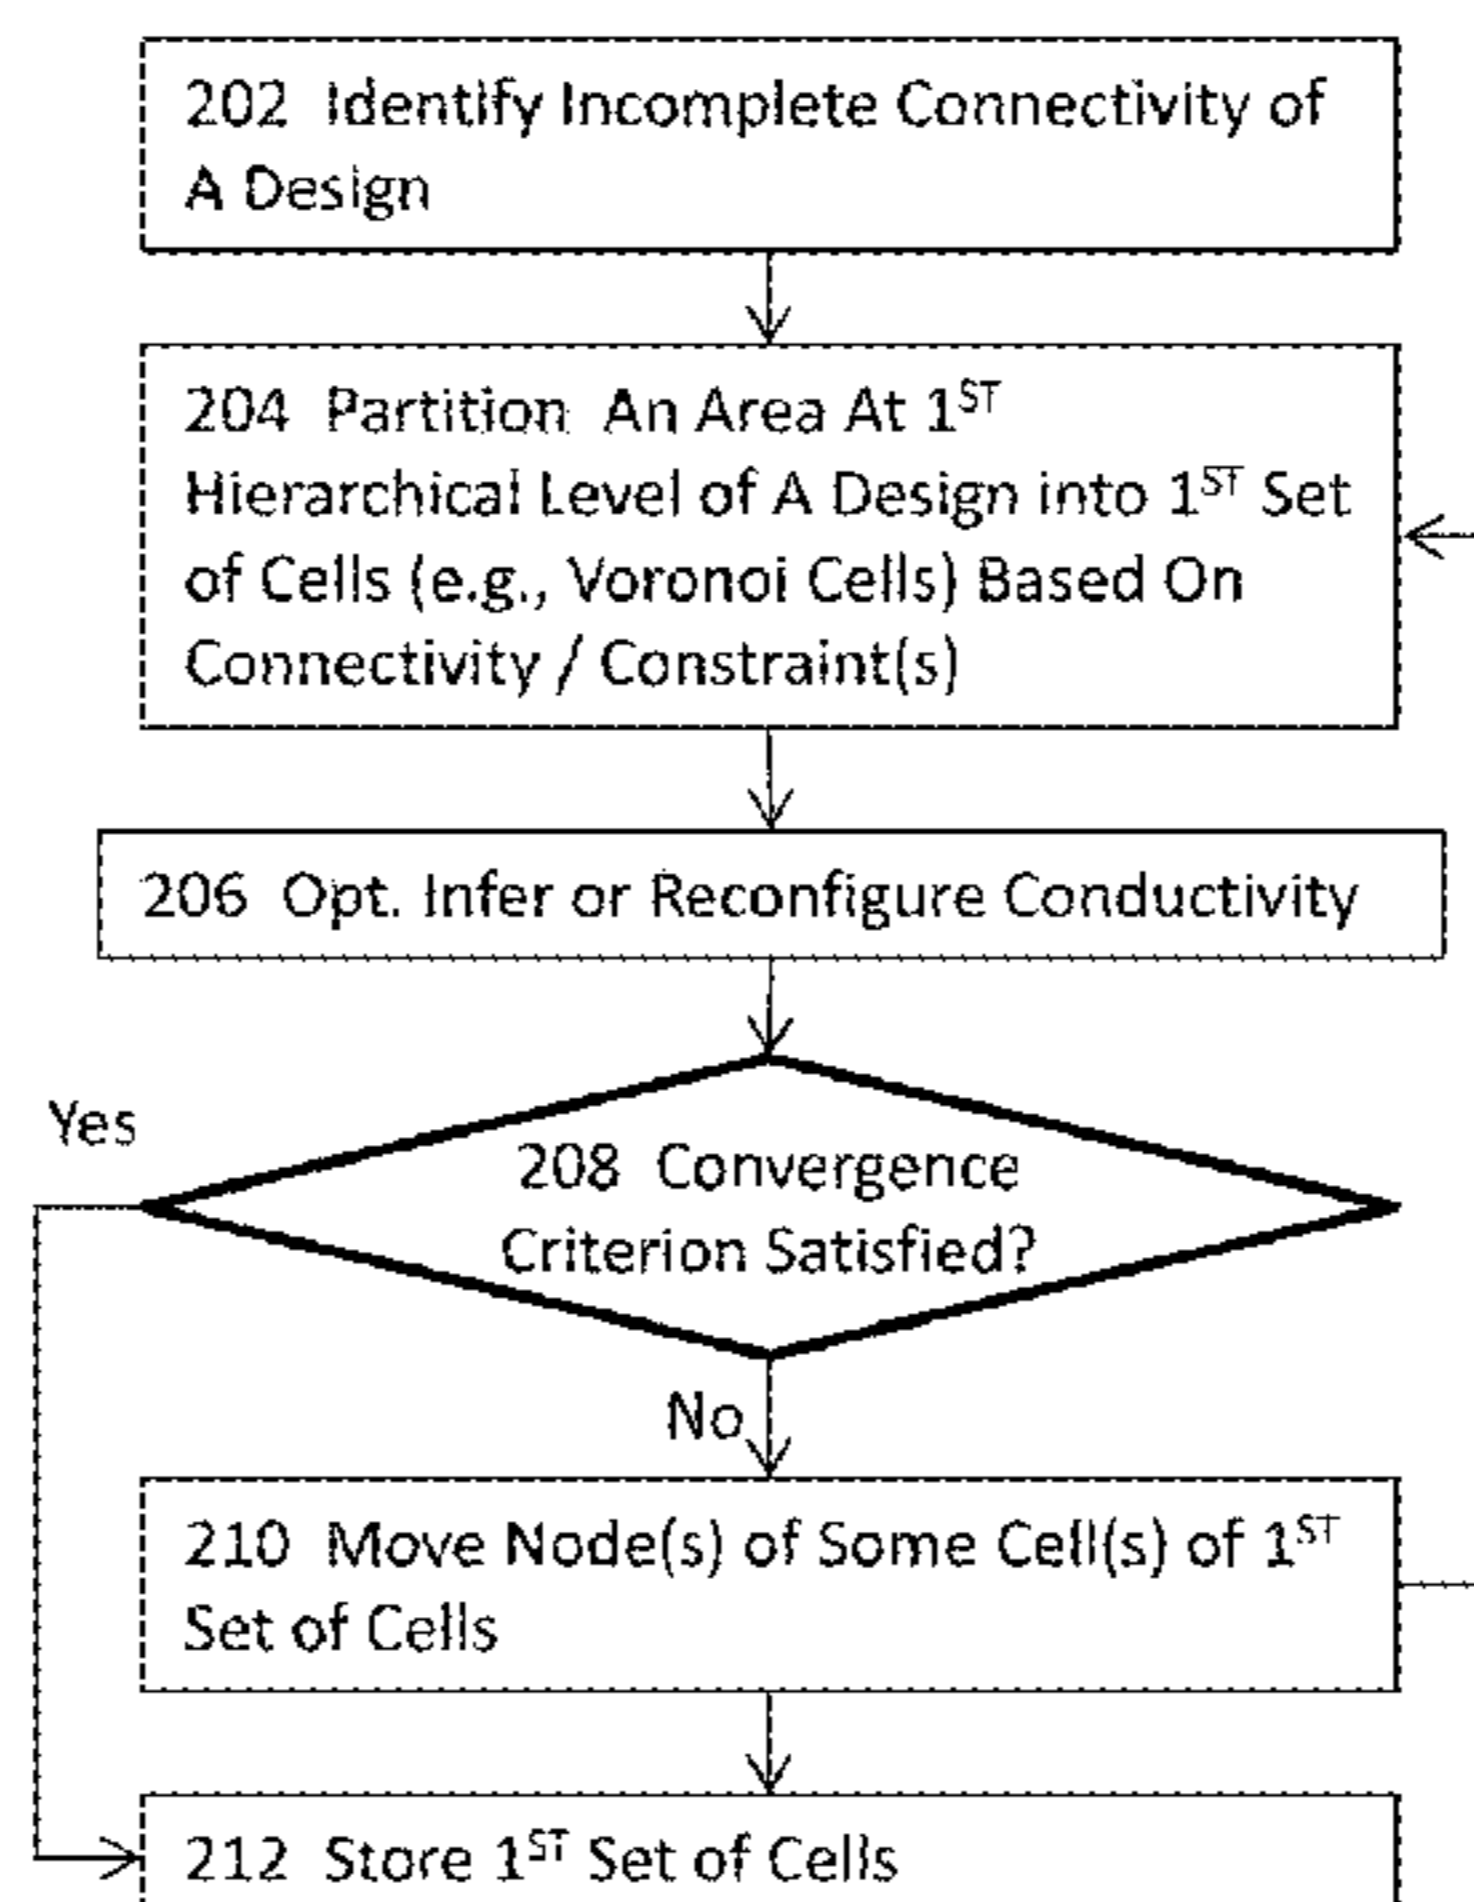 202 Identify Incomplete Connectivity of
A Design
204 Partition An Area At 1ST
Hierarchical Level of A Design into 1ST Set
of Cells (e.g., Voronoi Cells) Based On
Connectivity / Constraint(s)
206 Opt. Infer or Reconfigure Conductivity
Yes
208 Convergence
Criterion Satisfied?
No
210 Move Node(s) of Some Cell(s) of 1ST
Set of Cells
212 Store 1ST Set of Cells